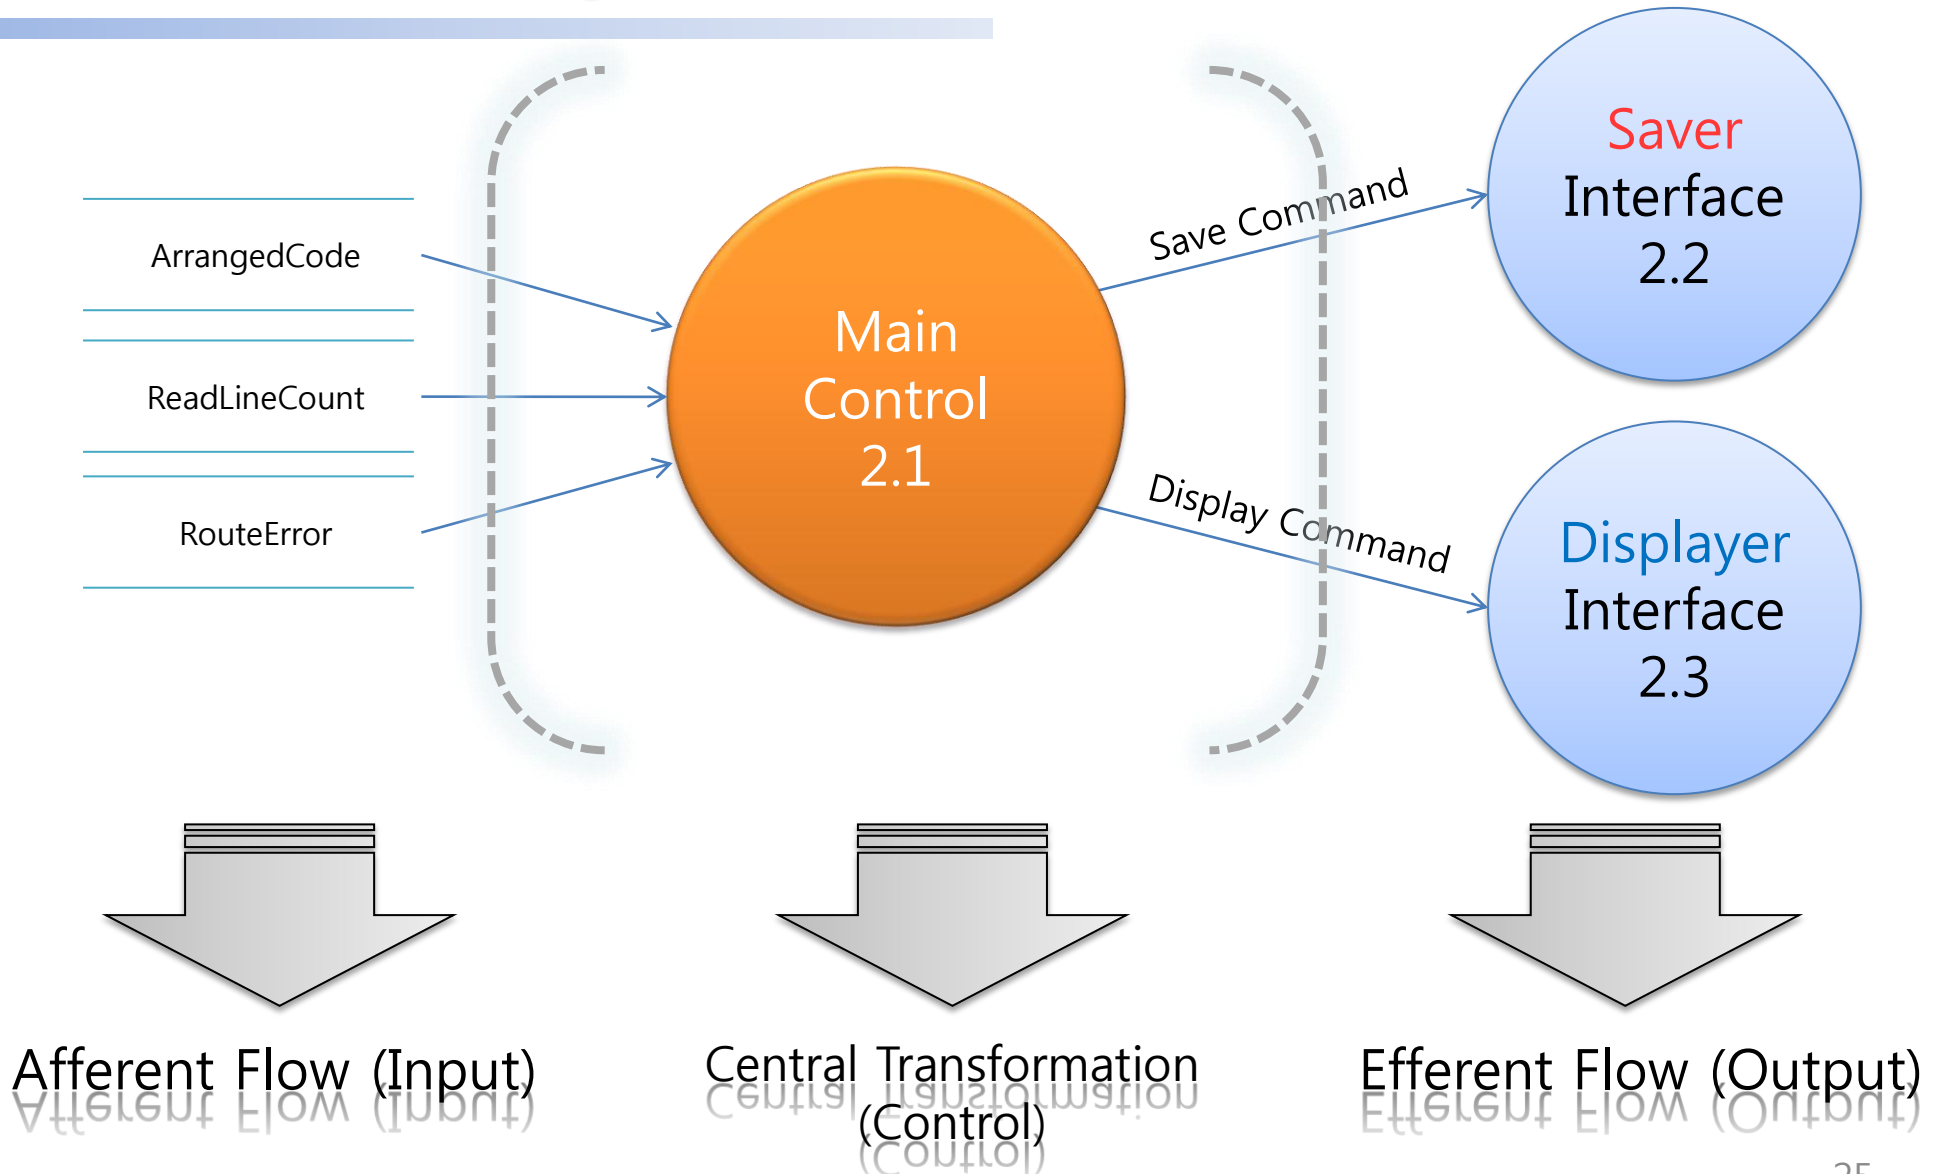 ArrangedCode
ReadLineCount
RouteError
Main
Control
2.1
Save Command
Display Command
Saver
Interface
2.2
Displayer
Interface
2.3
Afferent Flow (Input)
Central Transformation
(Control)
Efferent Flow (Output)